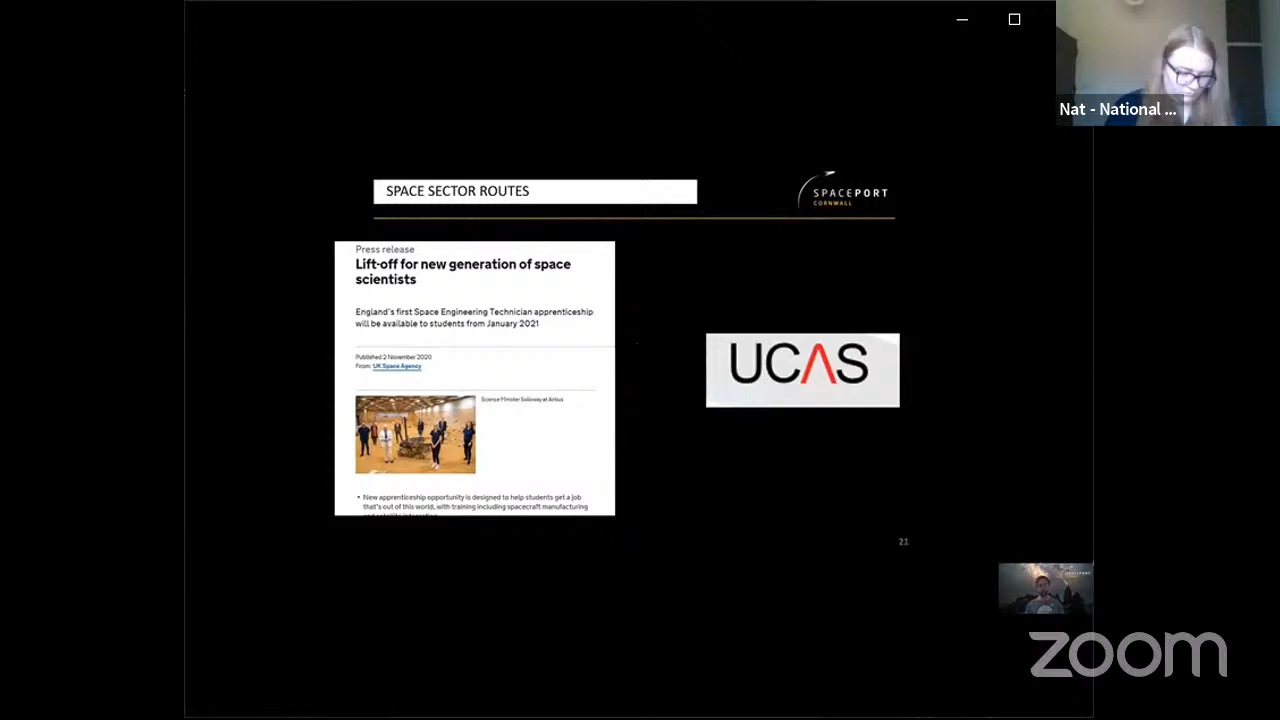 Nat - National ...
SPACE SECTOR ROUTES
SPACEPORT
CORNWALL
Press release
Lift-off for new generation of space
scientists
England's first Space Engineering Technician apprenticeship
will be available to students from January 2021
Published 2 November 2020
From: UK Space Agency
Science Minister Solloway at Airbus
• New apprenticeship opportunity is designed to help students get a job
that's out of this world, with training including spacecraft manufacturing
UCAS
21
zoom